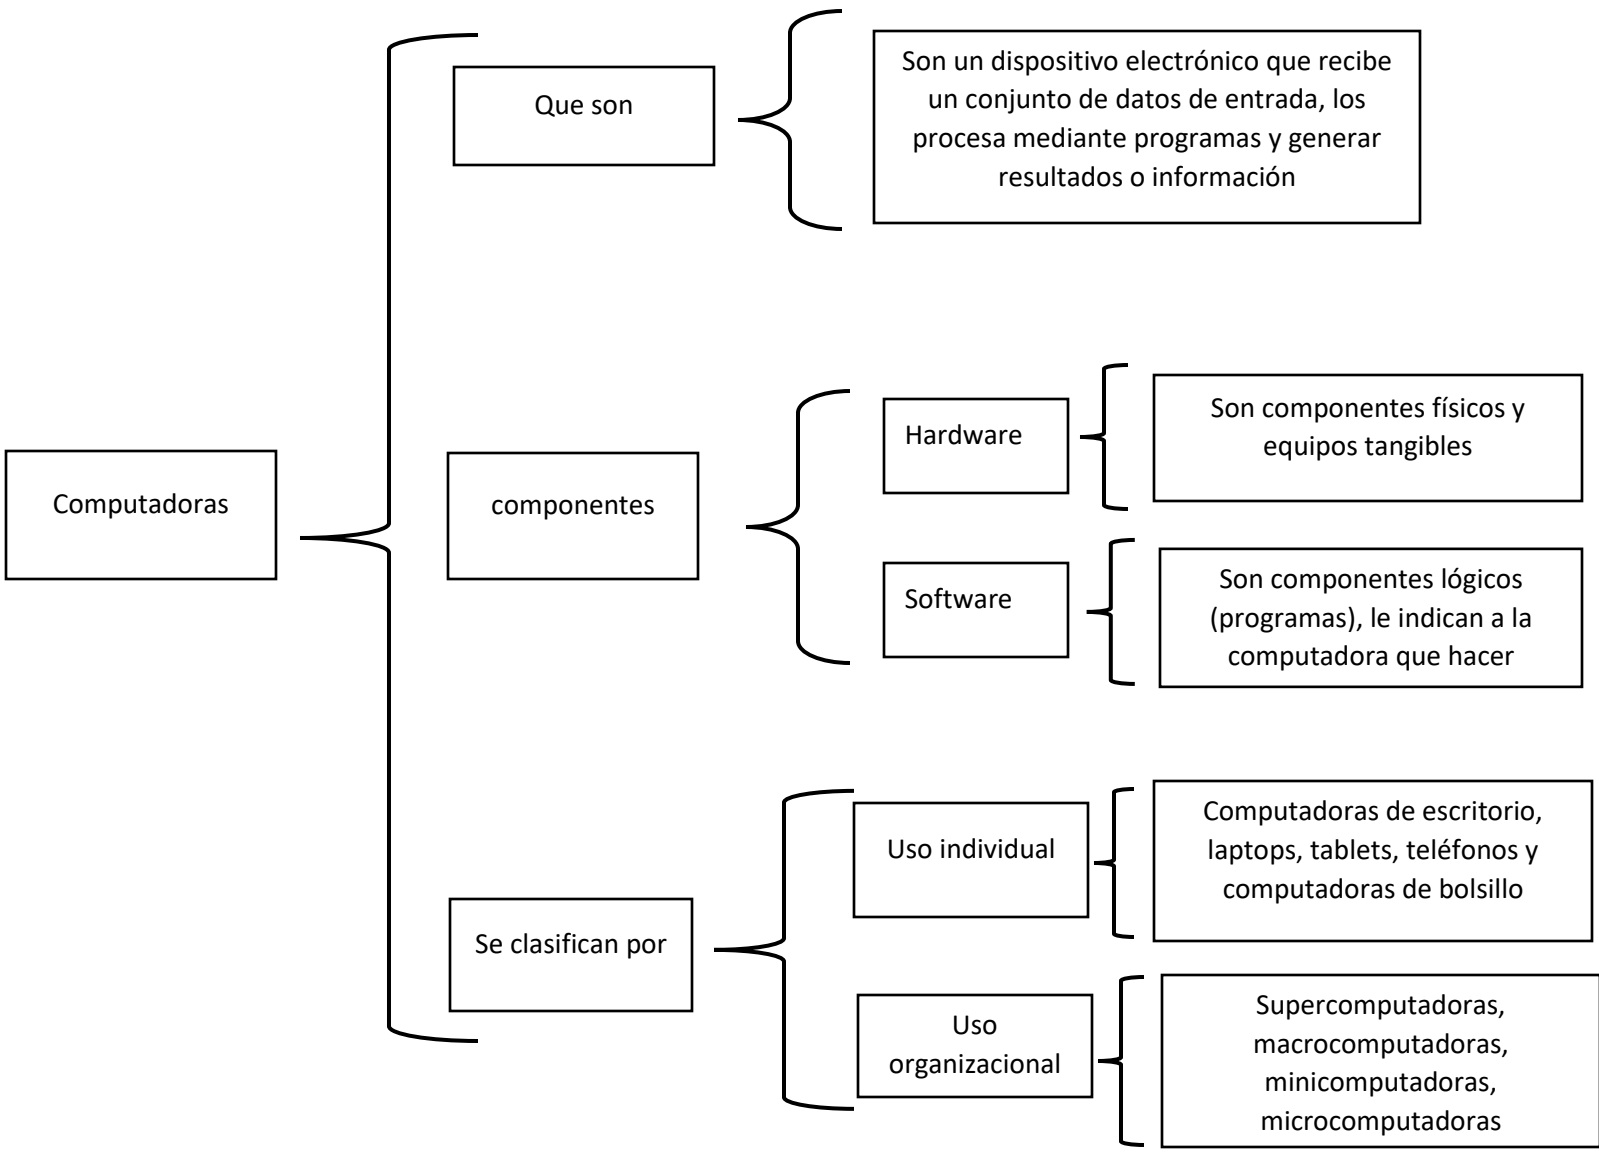 Que son
Son un dispositivo electrónico que recibe
un conjunto de datos de entrada, los
procesa mediante programas y generar
resultados o información
Computadoras
componentes
Hardware
Son componentes físicos y
equipos tangibles
Software
Son componentes lógicos
(programas), le indican a la
computadora que hacer
Se clasifican por
Uso individual
Computadoras de escritorio,
laptops, tablets, teléfonos y
computadoras de bolsillo
Uso
organizacional
Supercomputadoras,
macrocomputadoras,
minicomputadoras,
microcomputadoras